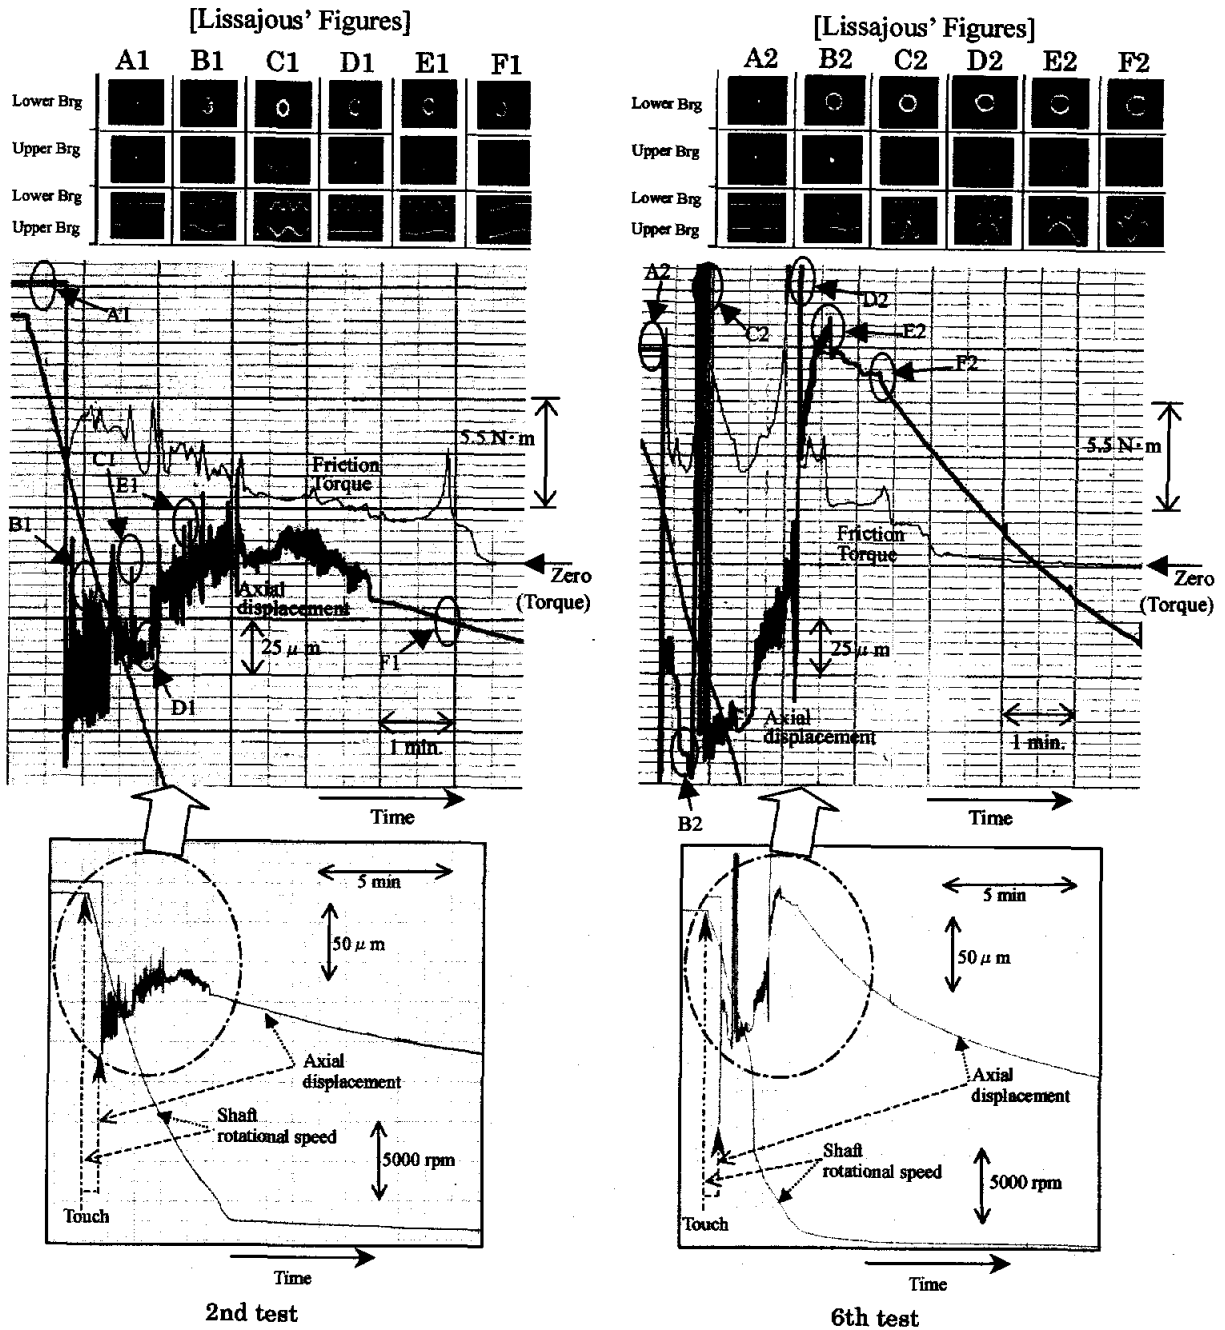 [Lissajous' Figures]
A1 B1 C1 D1 E1 F1
Lower Brg
Upper Brg
Lower Brg
Upper Brg
A1
5.5 N·m
C1
Friction
Torque
E1
B1
Zero
(Torque)
Axial
displacement
25 μ m
F1
D1
1 min.
Time
5 min
50 μ m
Axial
displacement
Shaft
rotational speed
5000 rpm
Touch
Time
2nd test
[Lissajous' Figures]
A2 B2 C2 D2 E2 F2
Lower Brg
Upper Brg
Lower Brg
Upper Brg
A2
D2
C2
E2
F2
5.5 N·m
Friction
Torque
Zero
(Torque)
25 μ m
Axial
displacement
1 min.
B2
Time
5 min
50 μ m
Axial
displacement
Shaft
rotational speed
5000 rpm
Touch
Time
6th test